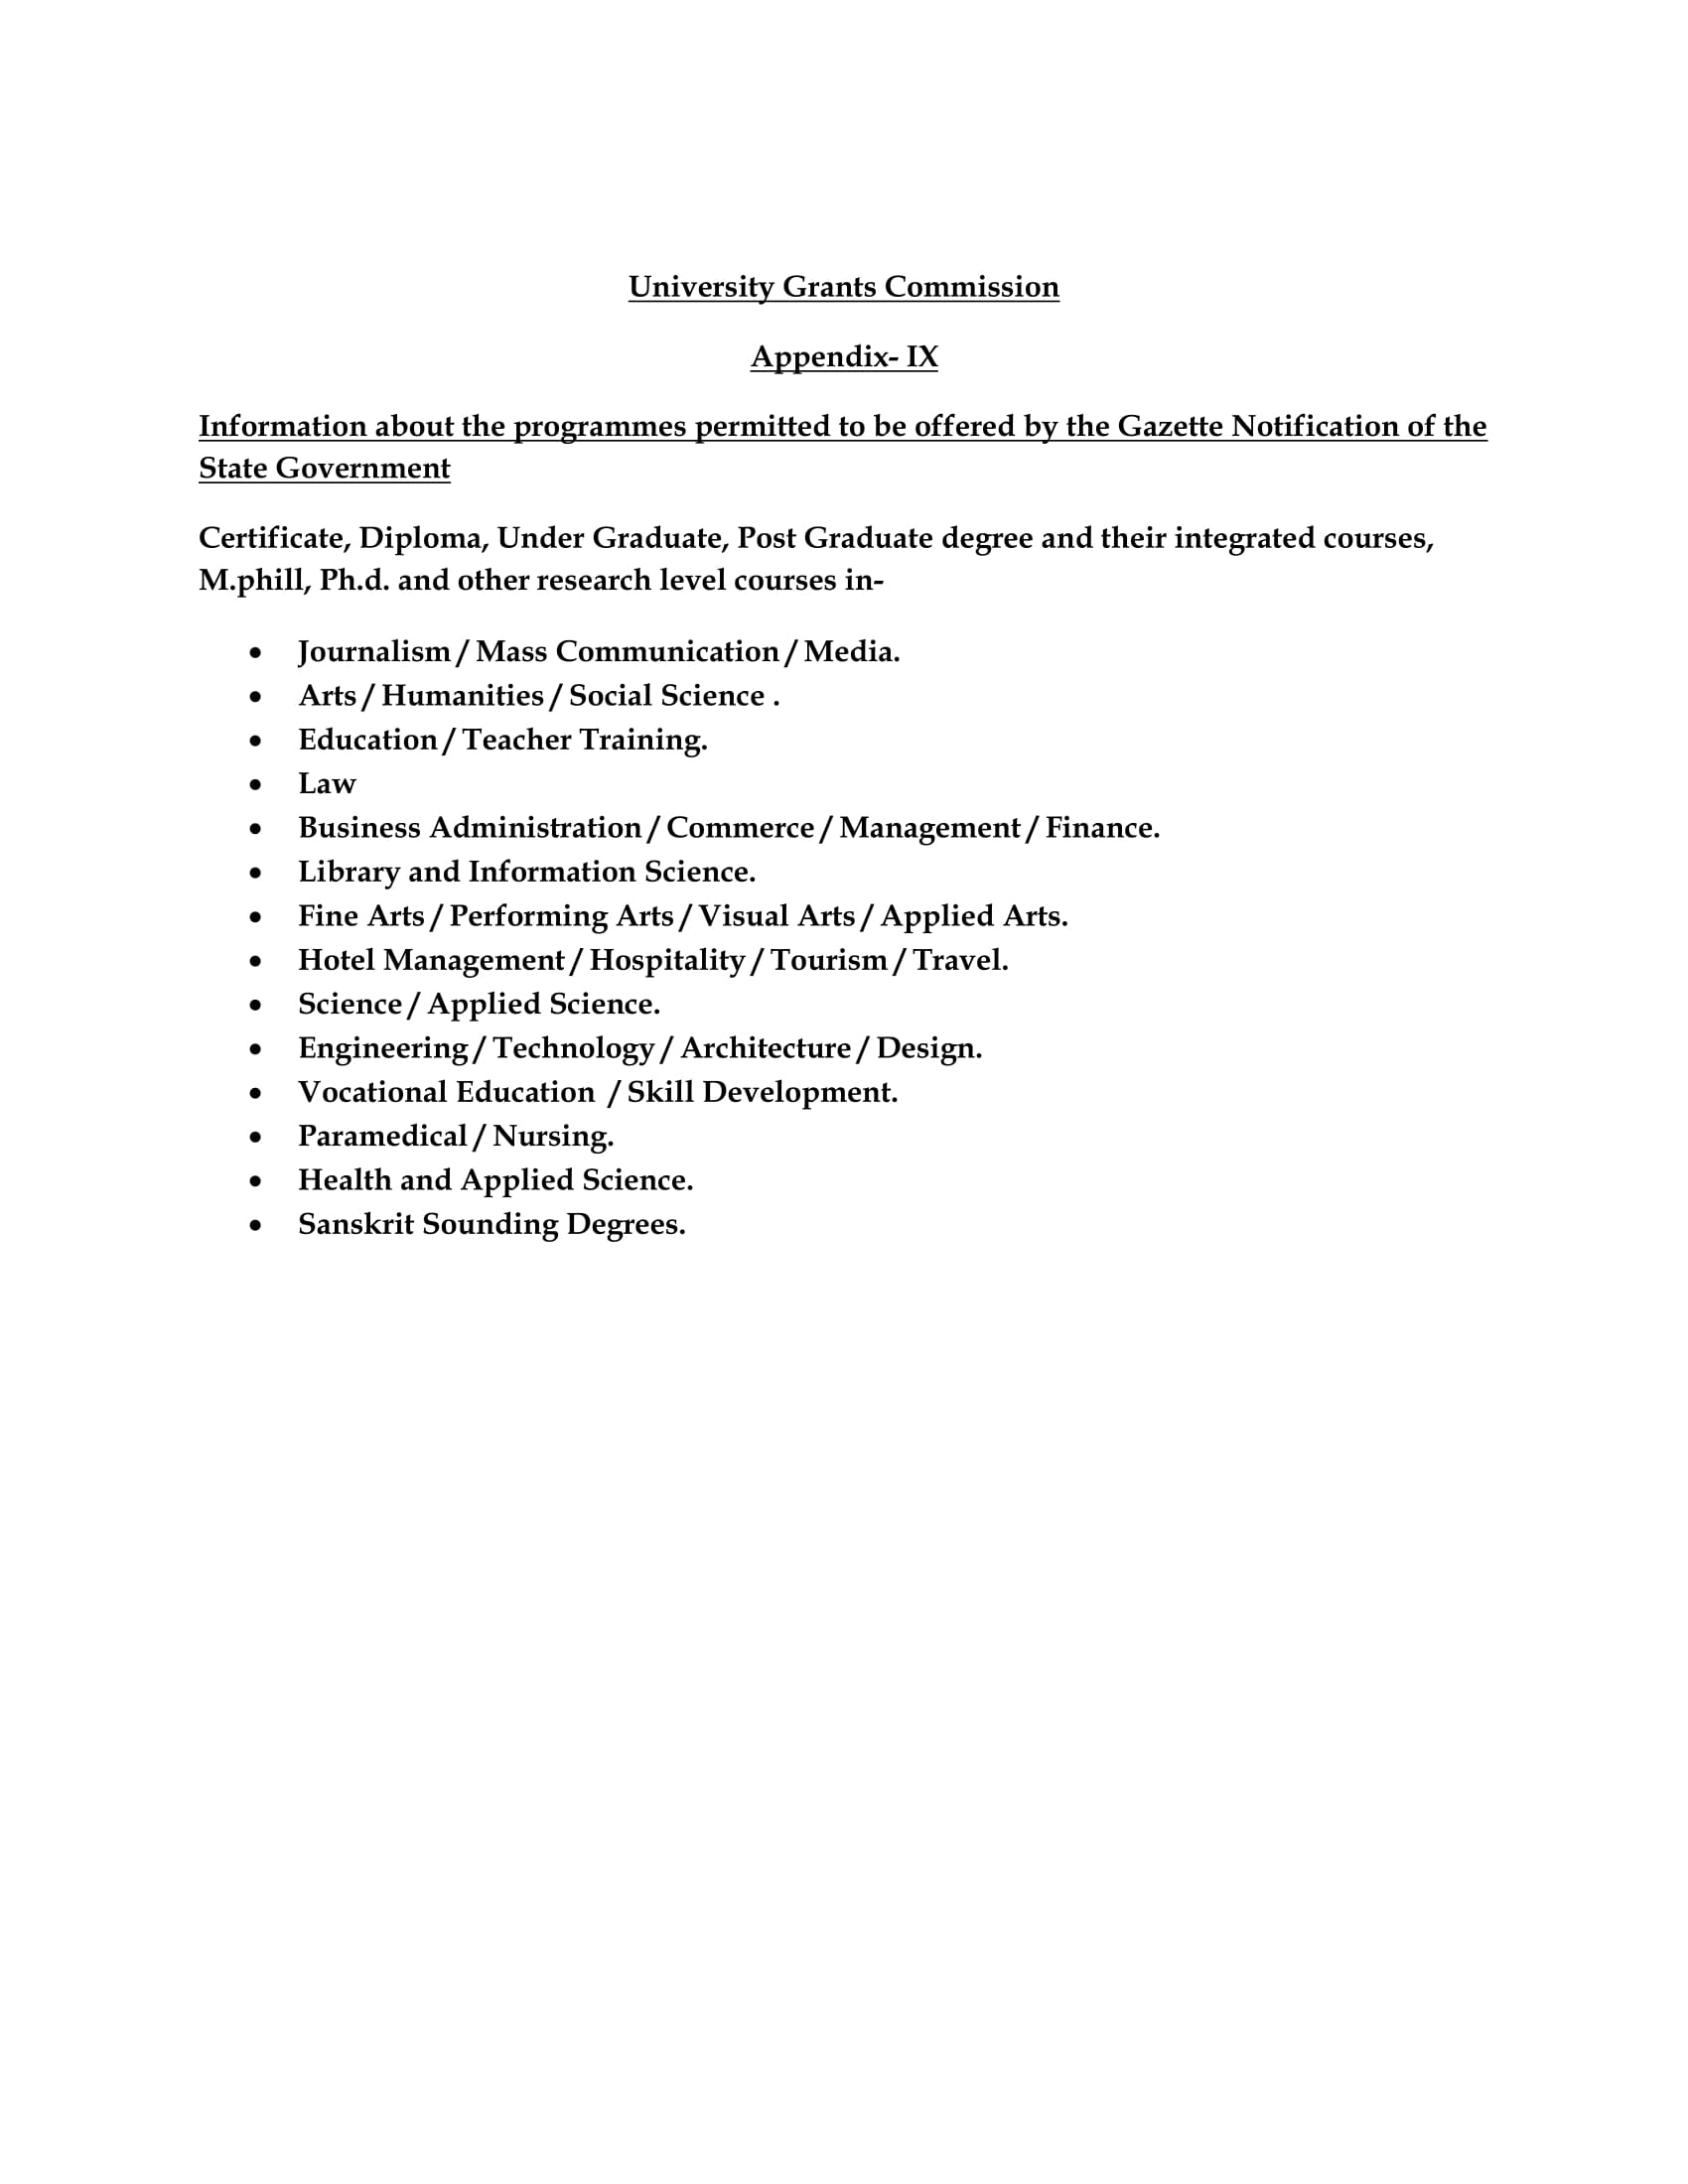 University Grants Commission
Appendix- IX
Information about the programmes permitted to be offered by the Gazette Notification of the
State Government
Certificate, Diploma, Under Graduate, Post Graduate degree and their integrated courses,
M.phill, Ph.d. and other research level courses in-
• Journalism/Mass Communication/Media.
• Arts/Humanities/Social Science .
• Education/Teacher Training.
• Law
• Business Administration/Commerce/Management/Finance.
• Library and Information Science.
• Fine Arts/Performing Arts/Visual Arts/Applied Arts.
• Hotel Management/Hospitality/Tourism/Travel.
• Science/Applied Science.
• Engineering/Technology/Architecture/Design.
• Vocational Education /Skill Development.
• Paramedical/Nursing.
• Health and Applied Science.
• Sanskrit Sounding Degrees.